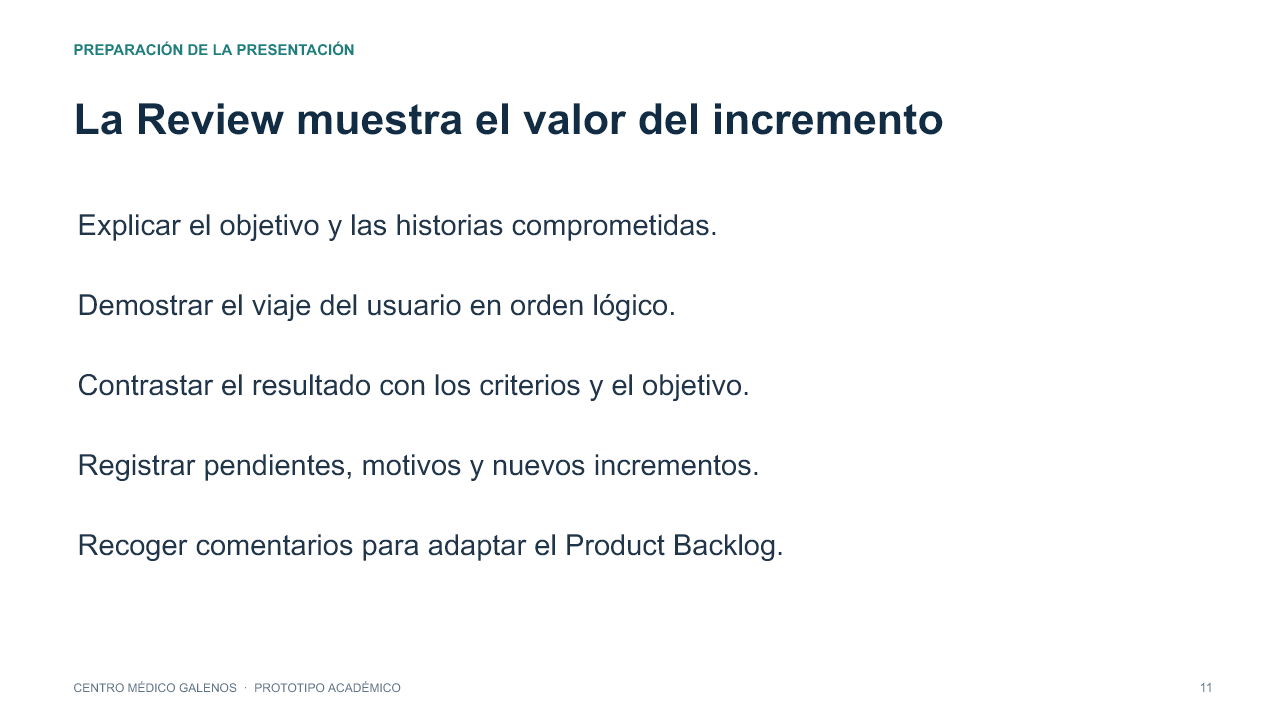 PREPARACIÓN DE LA PRESENTACIÓN
La Review muestra el valor del incremento
Explicar el objetivo y las historias comprometidas.
Demostrar el viaje del usuario en orden lógico.
Contrastar el resultado con los criterios y el objetivo.
Registrar pendientes, motivos y nuevos incrementos.
Recoger comentarios para adaptar el Product Backlog.
CENTRO MÉDICO GALENOS · PROTOTIPO ACADÉMICO
11